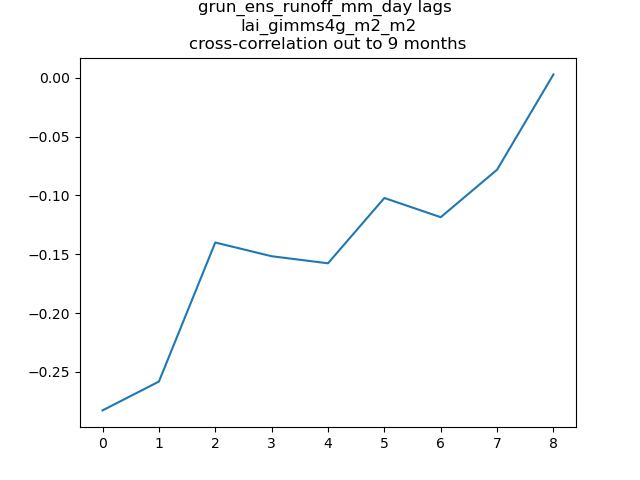 grun_ens_runoff_mm_day lags
lai_gimms4g_m2_m2
cross-correlation out to 9 months
0.00
−0.05
−0.10
−0.15
−0.20
−0.25
0 1 2 3 4 5 6 7 8